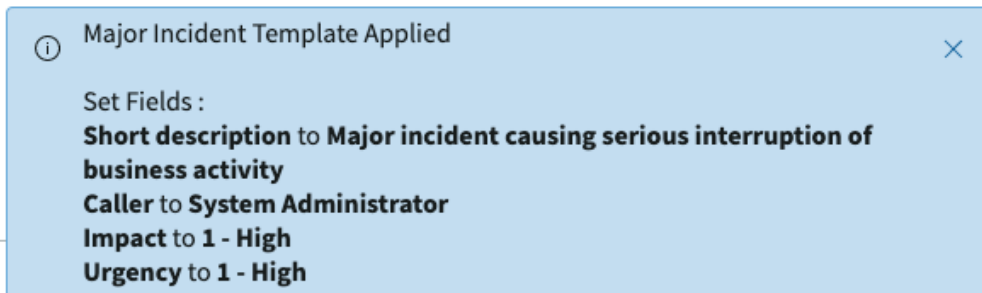 Major Incident Template Applied
Set Fields :
Short description to Major incident causing serious interruption of
business activity
Caller to System Administrator
Impact to 1 - High
Urgency to 1 - High